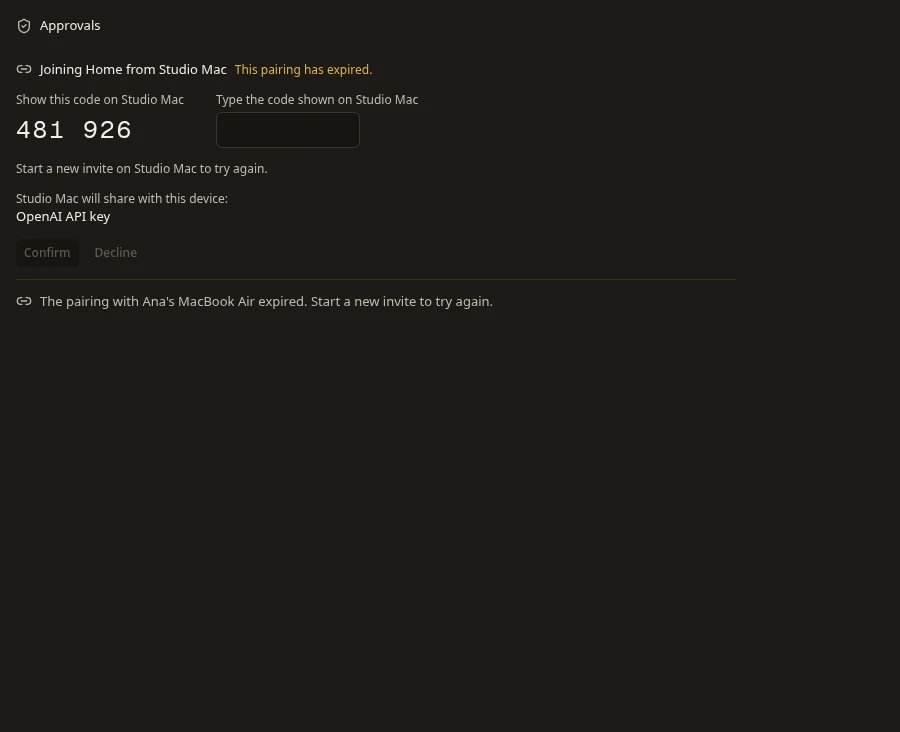 Approvals
Joining Home from Studio Mac This pairing has expired.
Show this code on Studio Mac Type the code shown on Studio Mac
481 926
Start a new invite on Studio Mac to try again.
Studio Mac will share with this device:
OpenAI API key
Confirm Decline
The pairing with Ana's MacBook Air expired. Start a new invite to try again.